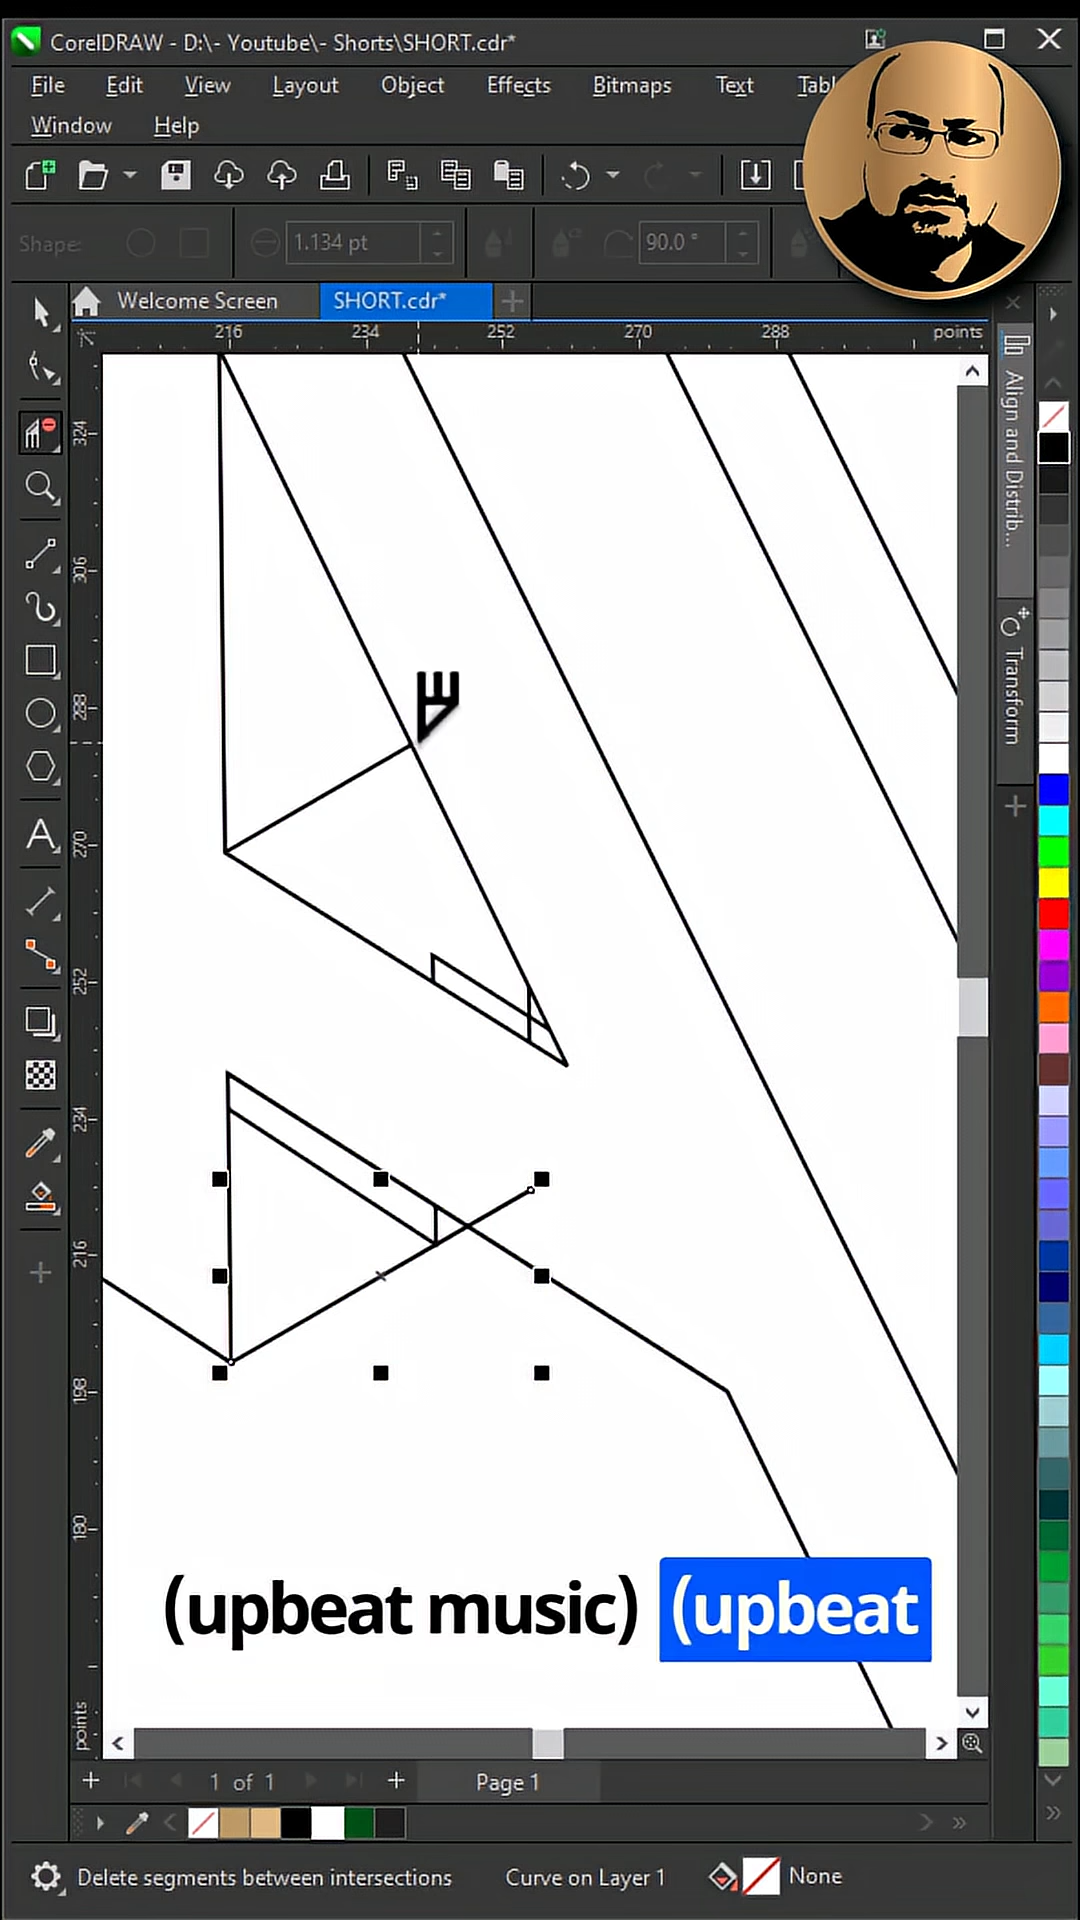 CorelDRAW - D:\- Youtube\- Shorts\SHORT.cdr*
File Edit View Layout Object Effects Bitmaps Text Tabl
Window Help
Shape: 1.134 pt 90.0 °
Welcome Screen SHORT.cdr*
216 234 252 270 288 points
324
306
288
270
252
234
216
198
180
points
Align and Distrib...
Transform
(upbeat music) (upbeat
1 of 1 Page 1
Delete segments between intersections Curve on Layer 1 None